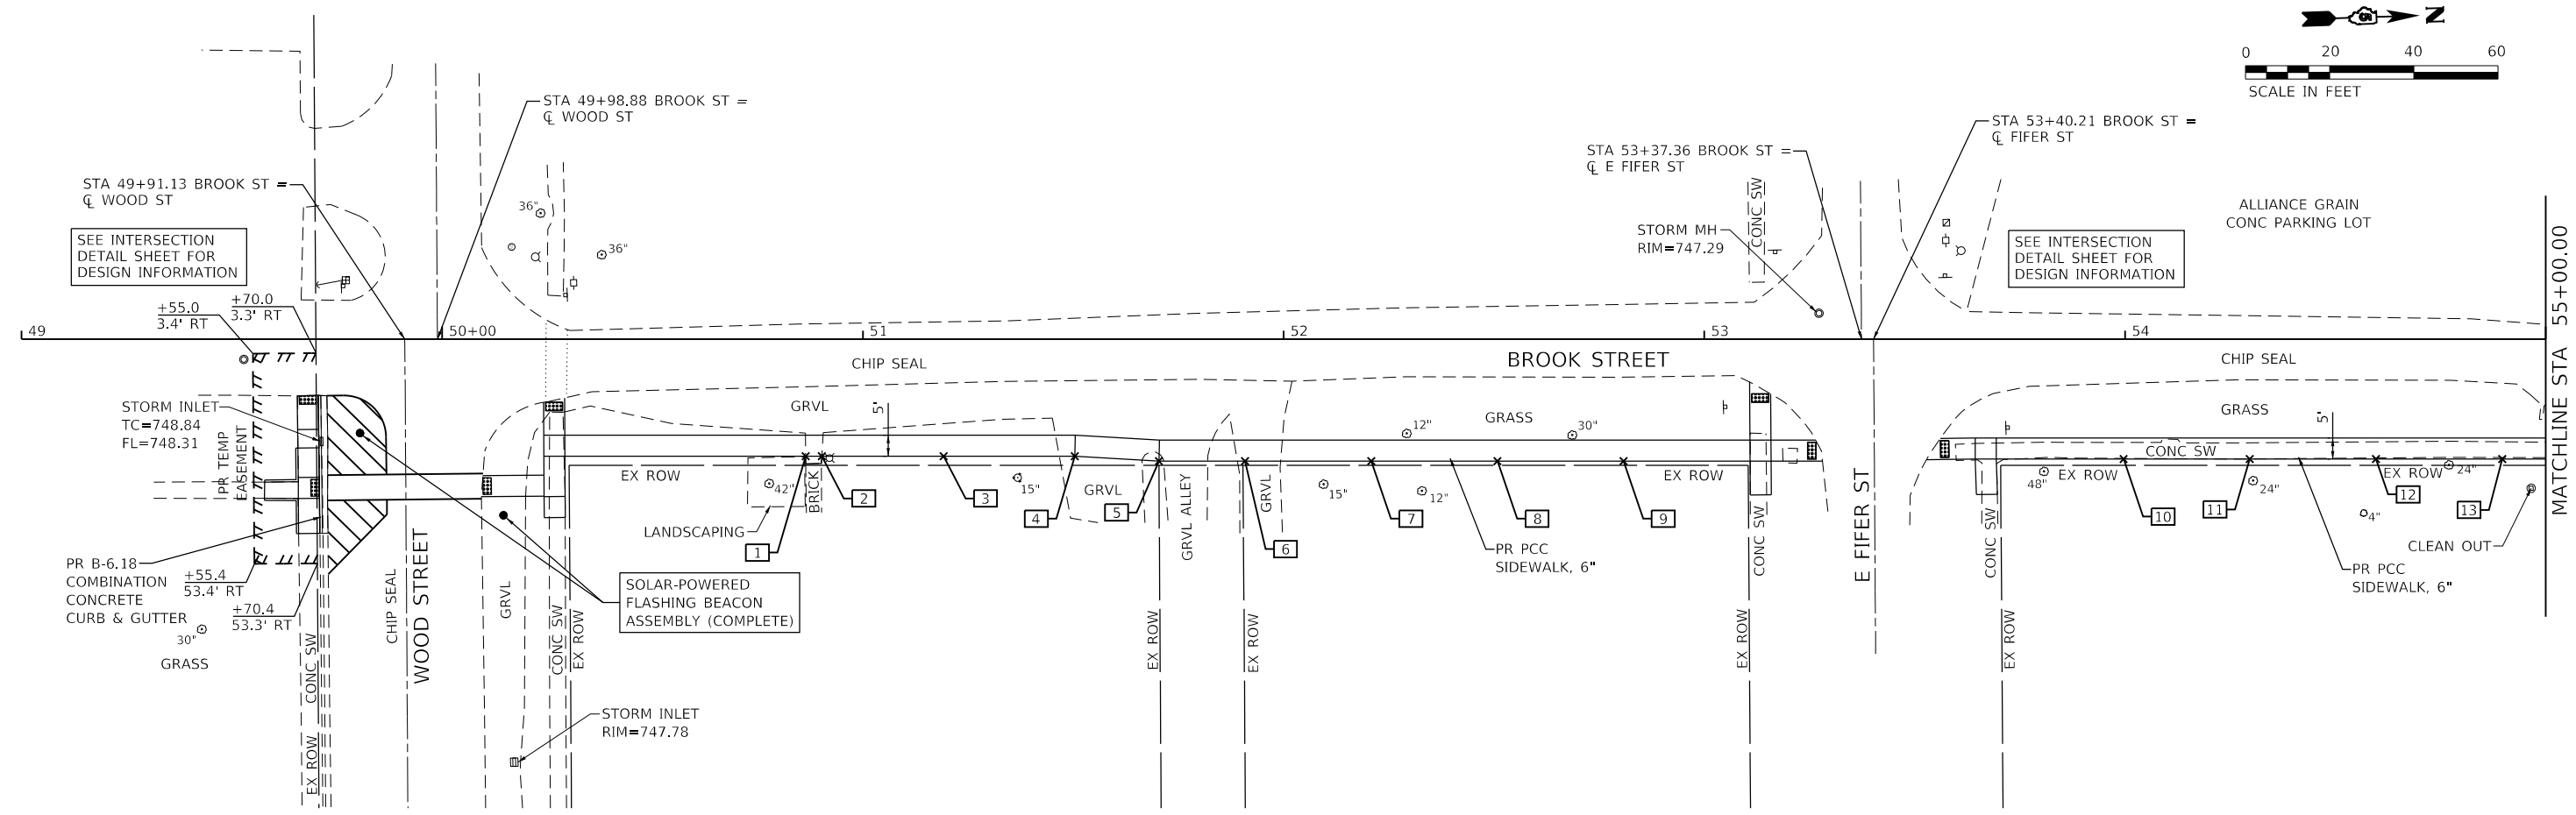 N
0 20 40 60
SCALE IN FEET
STA 49+98.88 BROOK ST =
℄ WOOD ST
STA 53+40.21 BROOK ST =
℄ FIFER ST
STA 53+37.36 BROOK ST =
℄ E FIFER ST
STA 49+91.13 BROOK ST =
℄ WOOD ST
36"
36"
CONC SW
ALLIANCE GRAIN
CONC PARKING LOT
STORM MH
RIM=747.29
SEE INTERSECTION
DETAIL SHEET FOR
DESIGN INFORMATION
SEE INTERSECTION
DETAIL SHEET FOR
DESIGN INFORMATION
MATCHLINE STA 55+00.00
+55.0
3.4' RT
+70.0
3.3' RT
49
50+00
51
52
53
54
CHIP SEAL
BROOK STREET
CHIP SEAL
STORM INLET
TC=748.84
FL=748.31
PR TEMP
EASEMENT
GRVL
5'
GRASS
12"
30"
GRASS
5'
EX ROW
42"
BRICK
15"
GRVL
GRVL ALLEY
GRVL
15"
12"
EX ROW
CONC SW
EX ROW
48"
EX ROW
24"
24"
4"
LANDSCAPING
1
2
3
4
5
6
7
8
9
10
11
12
13
PR PCC
SIDEWALK, 6"
PR PCC
SIDEWALK, 6"
CLEAN OUT
PR B-6.18
COMBINATION
CONCRETE
CURB & GUTTER
+55.4
53.4' RT
+70.4
53.3' RT
30"
GRASS
CONC SW
EX ROW
CHIP SEAL
WOOD STREET
GRVL
CONC SW
EX ROW
SOLAR-POWERED
FLASHING BEACON
ASSEMBLY (COMPLETE)
EX ROW
EX ROW
EX ROW
CONC SW
E FIFER ST
CONC SW
EX ROW
STORM INLET
RIM=747.78